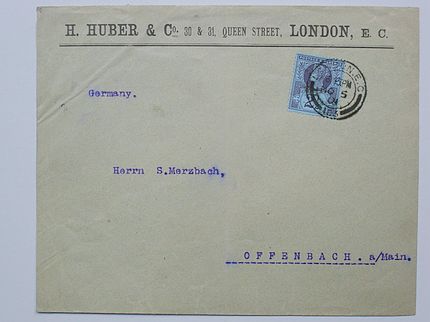 H. HUBER & Co. 30 & 31, QUEEN STREET, LONDON, E. C.
Germany.
Herrn S.Merzbach,
OFFENBACH. a/Main.